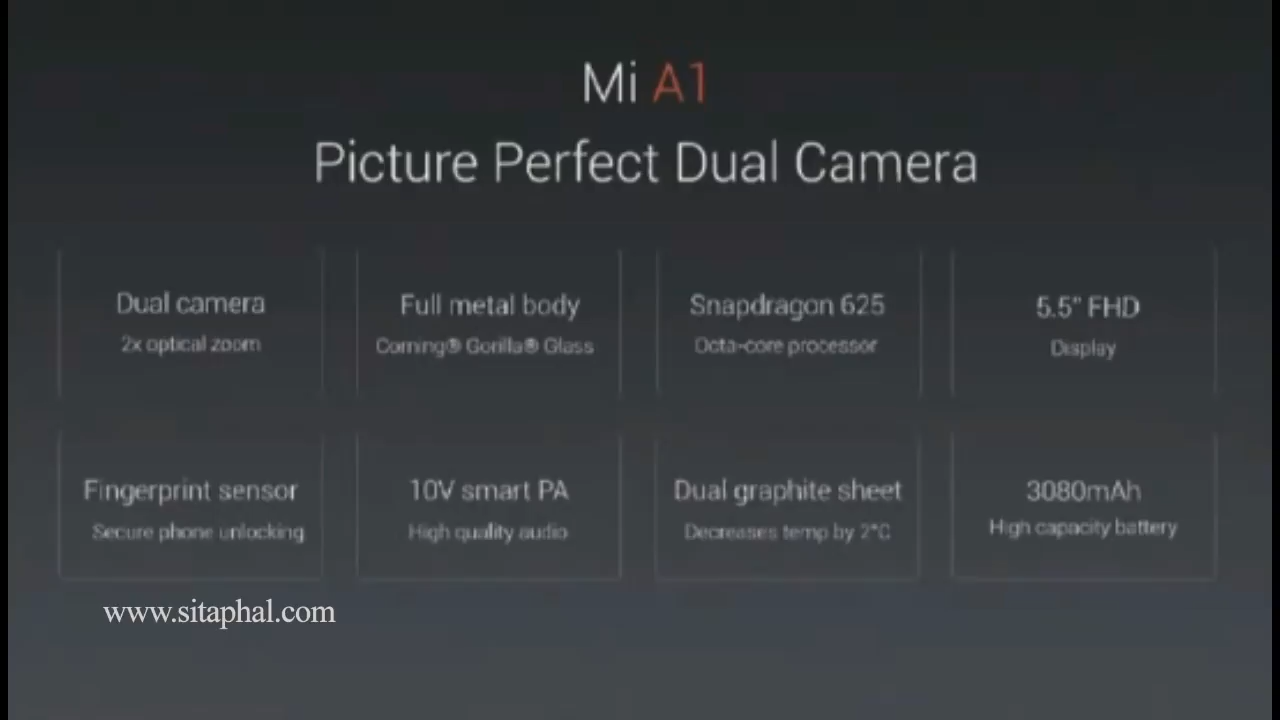 Mi A1
Picture Perfect Dual Camera
Dual camera
2x optical zoom
Full metal body
Corning® Gorilla® Glass
Snapdragon 625
Octa-core processor
5.5" FHD
Display
Fingerprint sensor
Secure phone unlocking
10V smart PA
High quality audio
Dual graphite sheet
Decreases temp by 2°C
3080mAh
High capacity battery
www.sitaphal.com